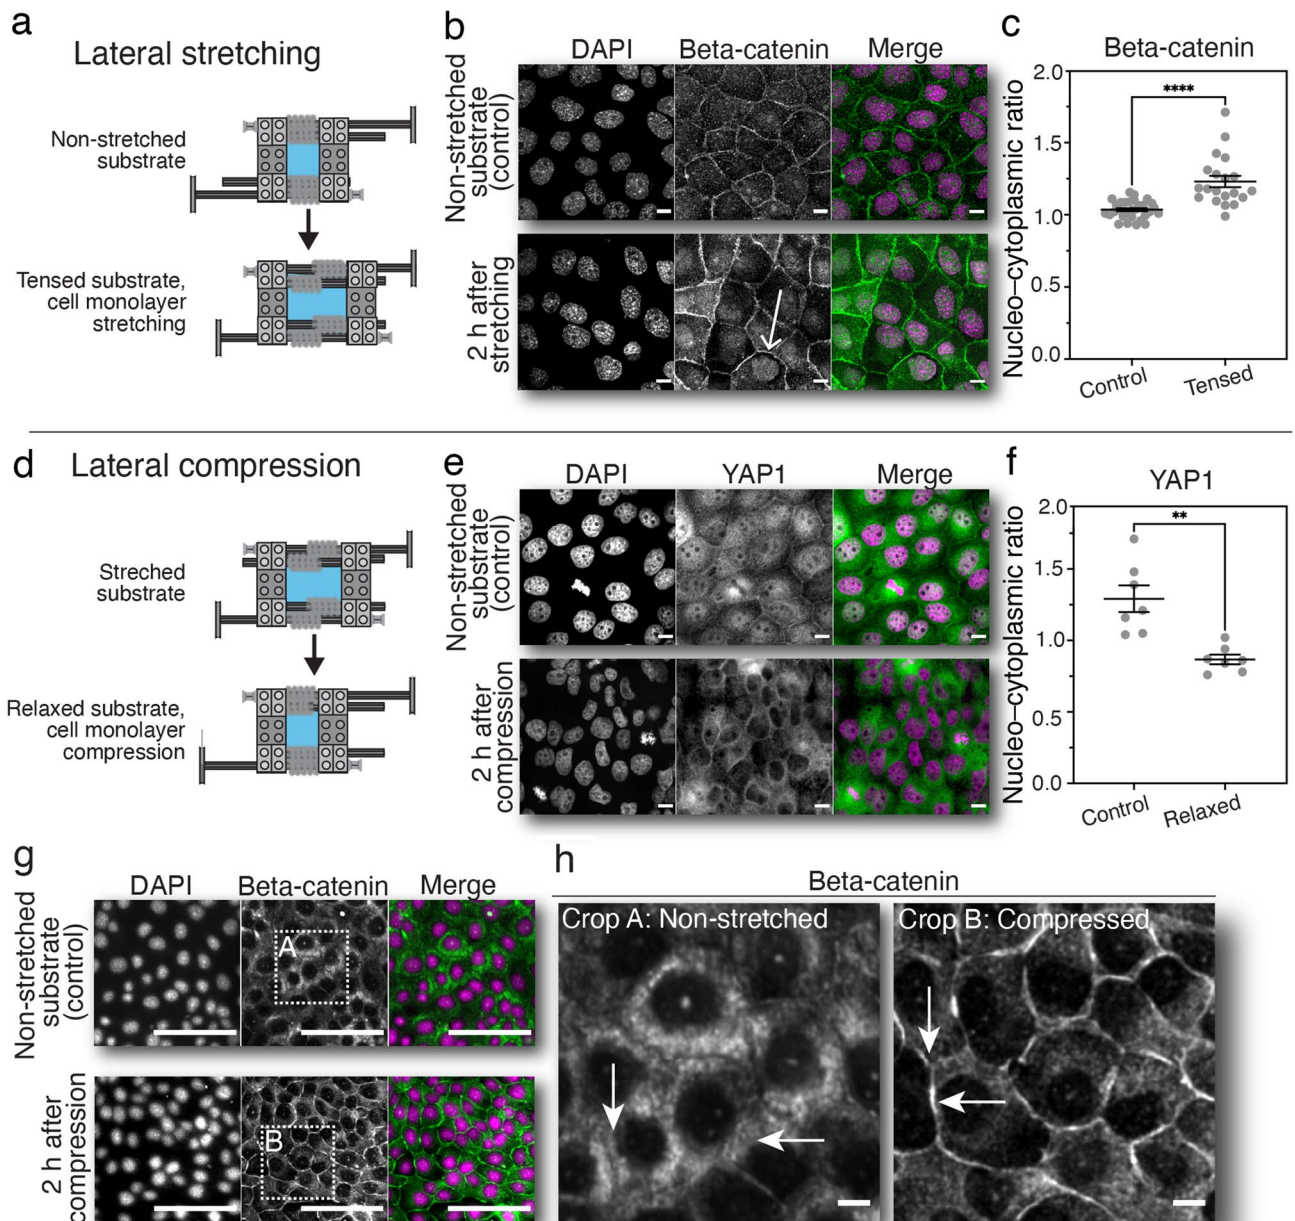 a
Lateral stretching
Non-stretched
substrate
Tensed substrate,
cell monolayer
stretching
b
DAPI Beta-catenin Merge
Non-stretched
substrate
(control)
2 h after
stretching
c
Beta-catenin
Nucleo–cytoplasmic ratio
2.0
1.5
1.0
0.5
0.0
****
Control Tensed
d
Lateral compression
Streched
substrate
Relaxed substrate,
cell monolayer
compression
e
DAPI YAP1 Merge
Non-stretched
substrate
(control)
2 h after
compression
f
YAP1
Nucleo–cytoplasmic ratio
2.0
1.5
1.0
0.5
0.0
**
Control Relaxed
g
DAPI Beta-catenin Merge
Non-stretched
substrate
(control)
A
2 h after
compression
B
h
Beta-catenin
Crop A: Non-stretched
Crop B: Compressed